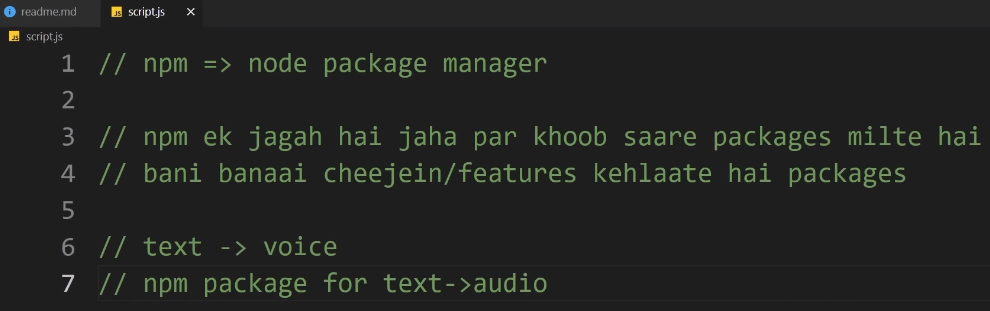 readme.md script.js ×
script.js
1 // npm => node package manager
2
3 // npm ek jagah hai jaha par khoob saare packages milte hai
4 // bani banaai cheejein/features kehlaate hai packages
5
6 // text -> voice
7 // npm package for text->audio